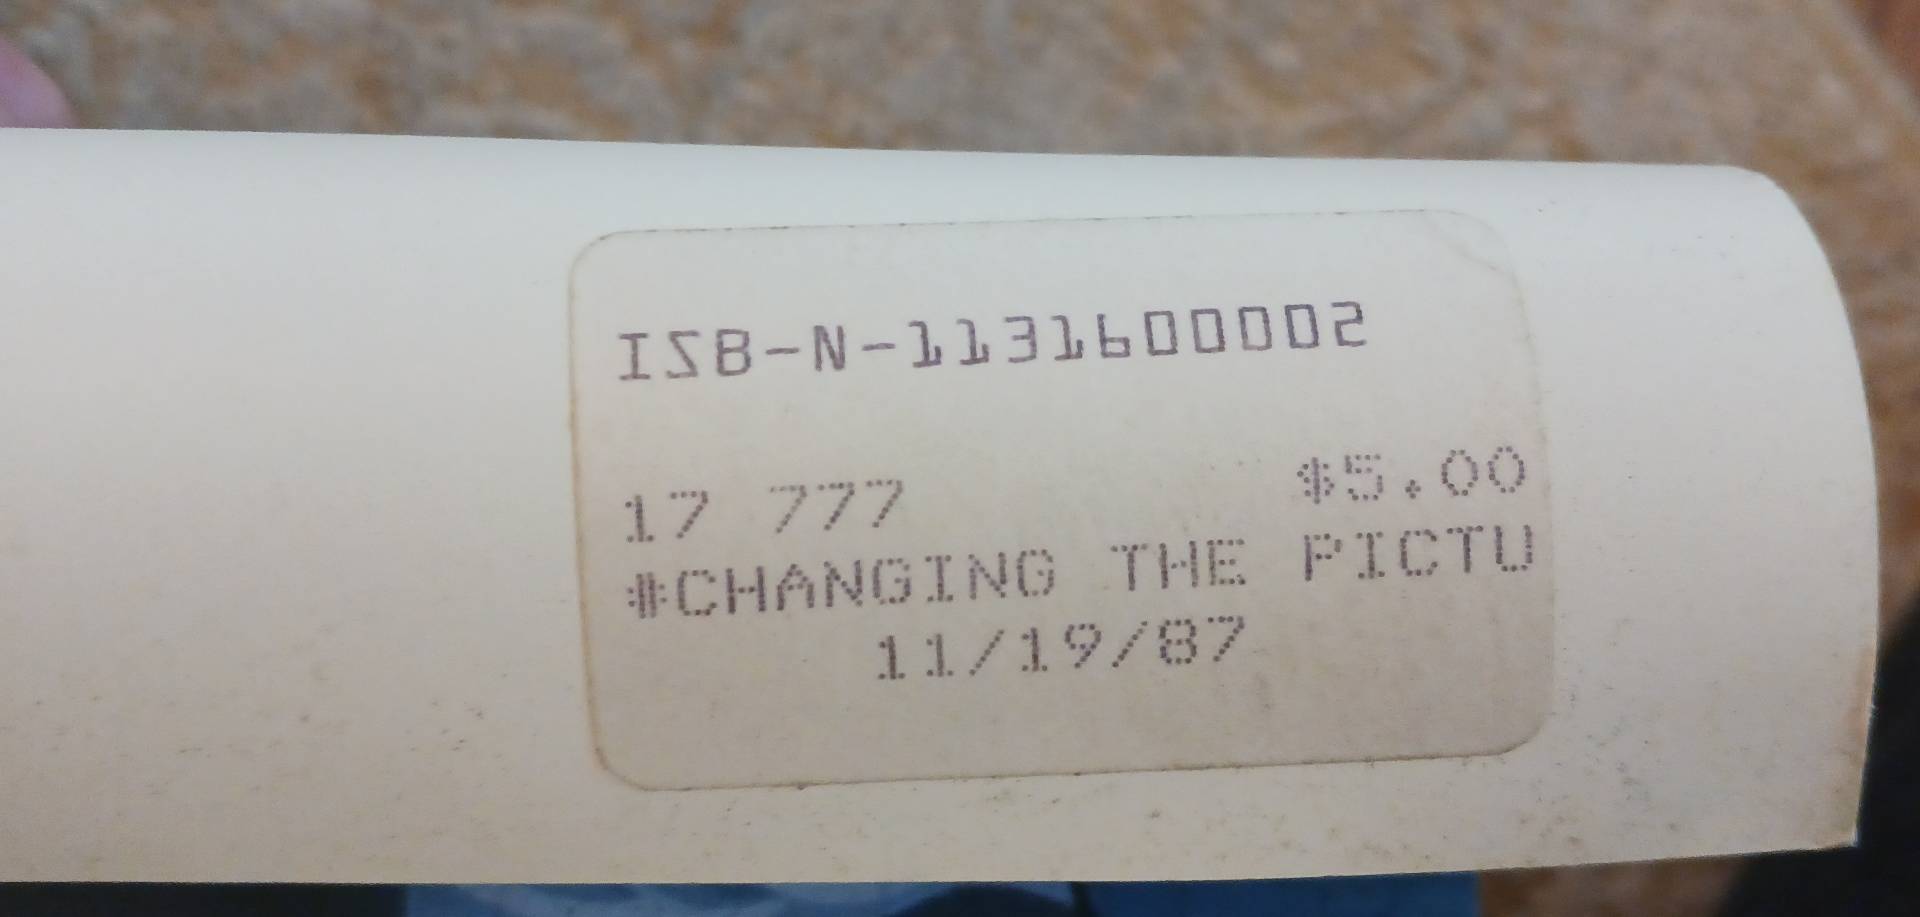 ISB-N-1131600002
17 777 $5.00
#CHANGING THE PICTU
11/19/87